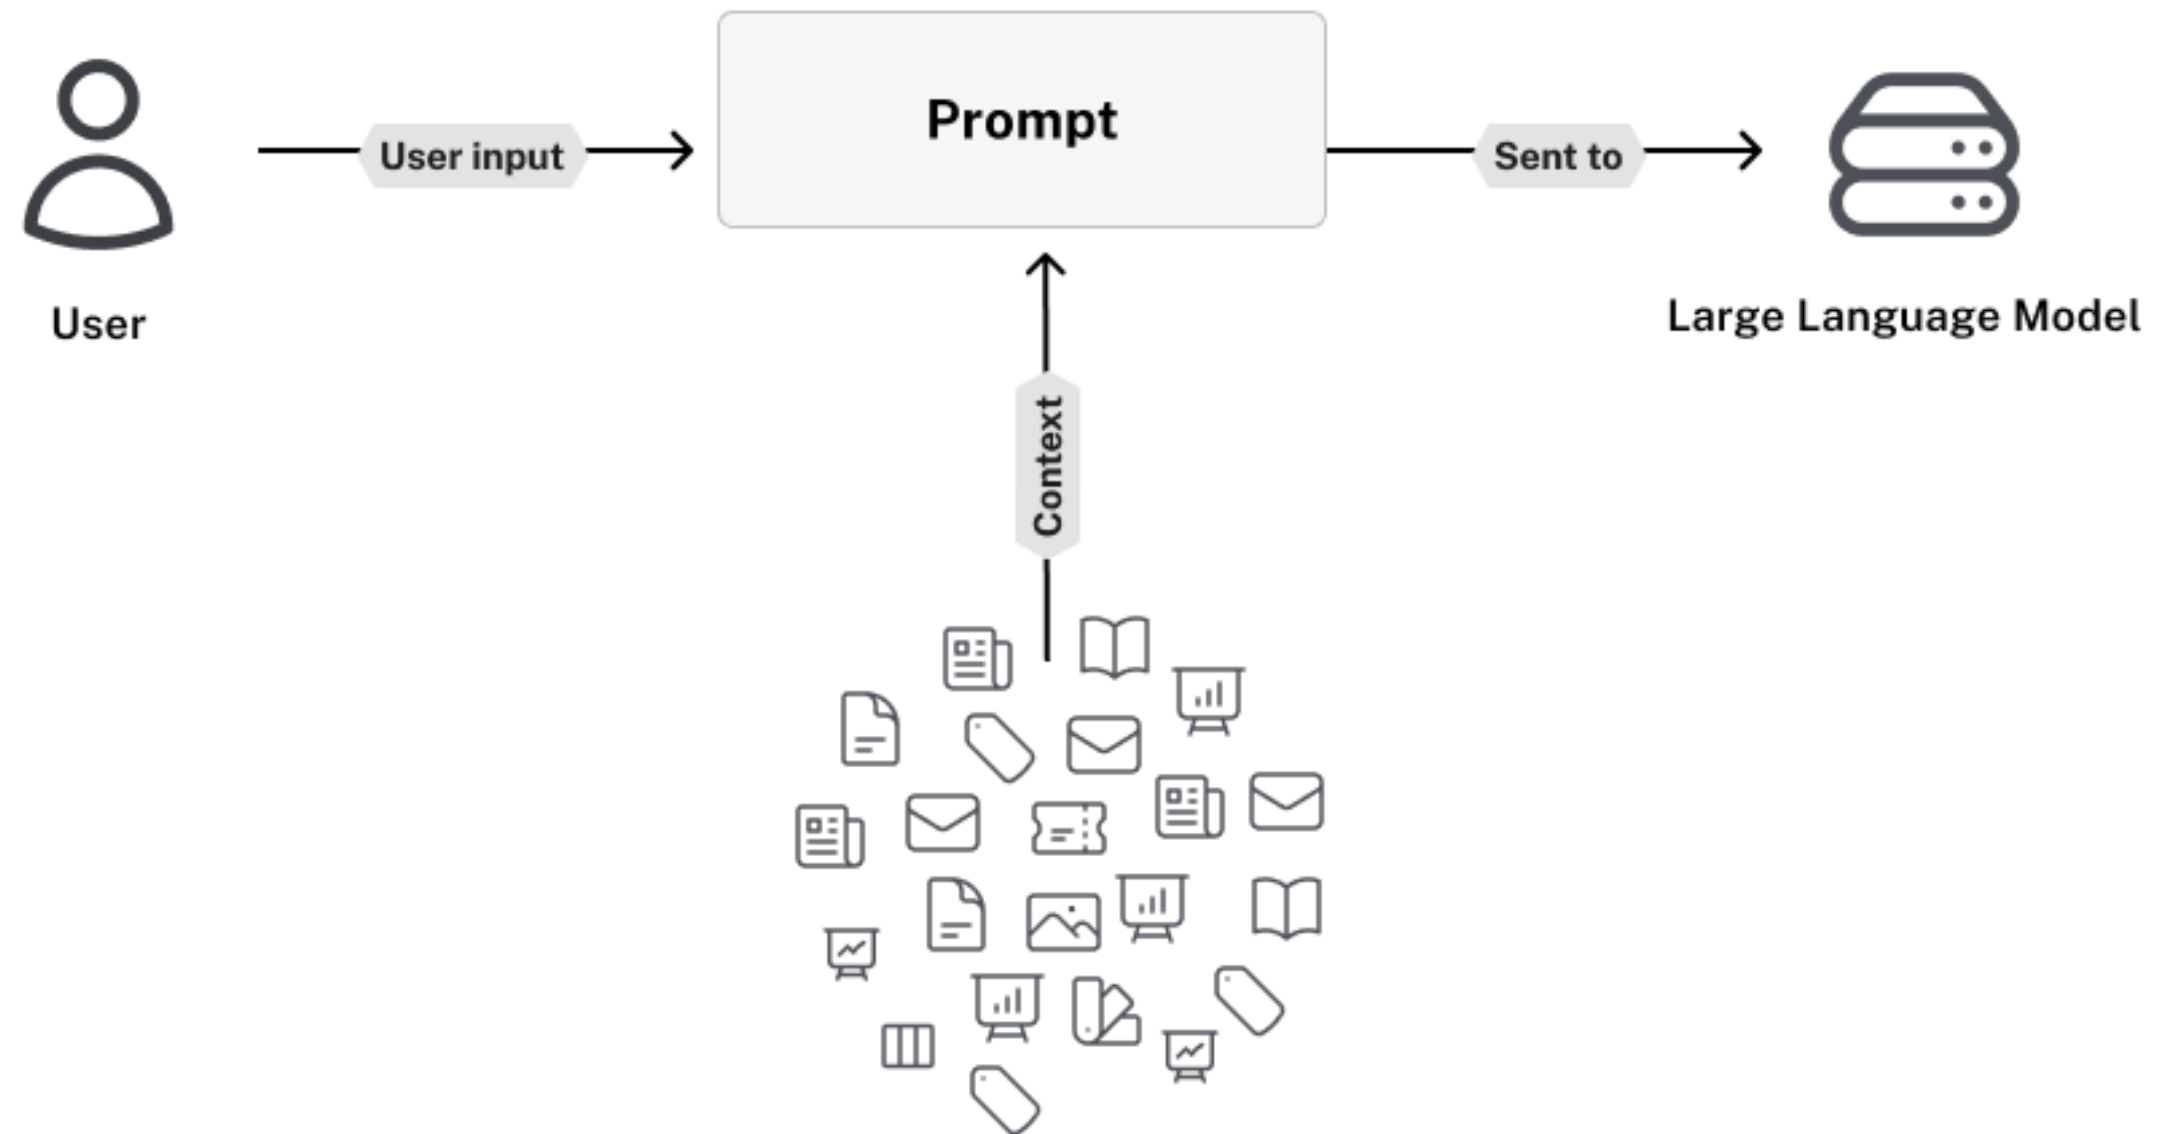 Prompt
User input
Sent to
User
Large Language Model
Context